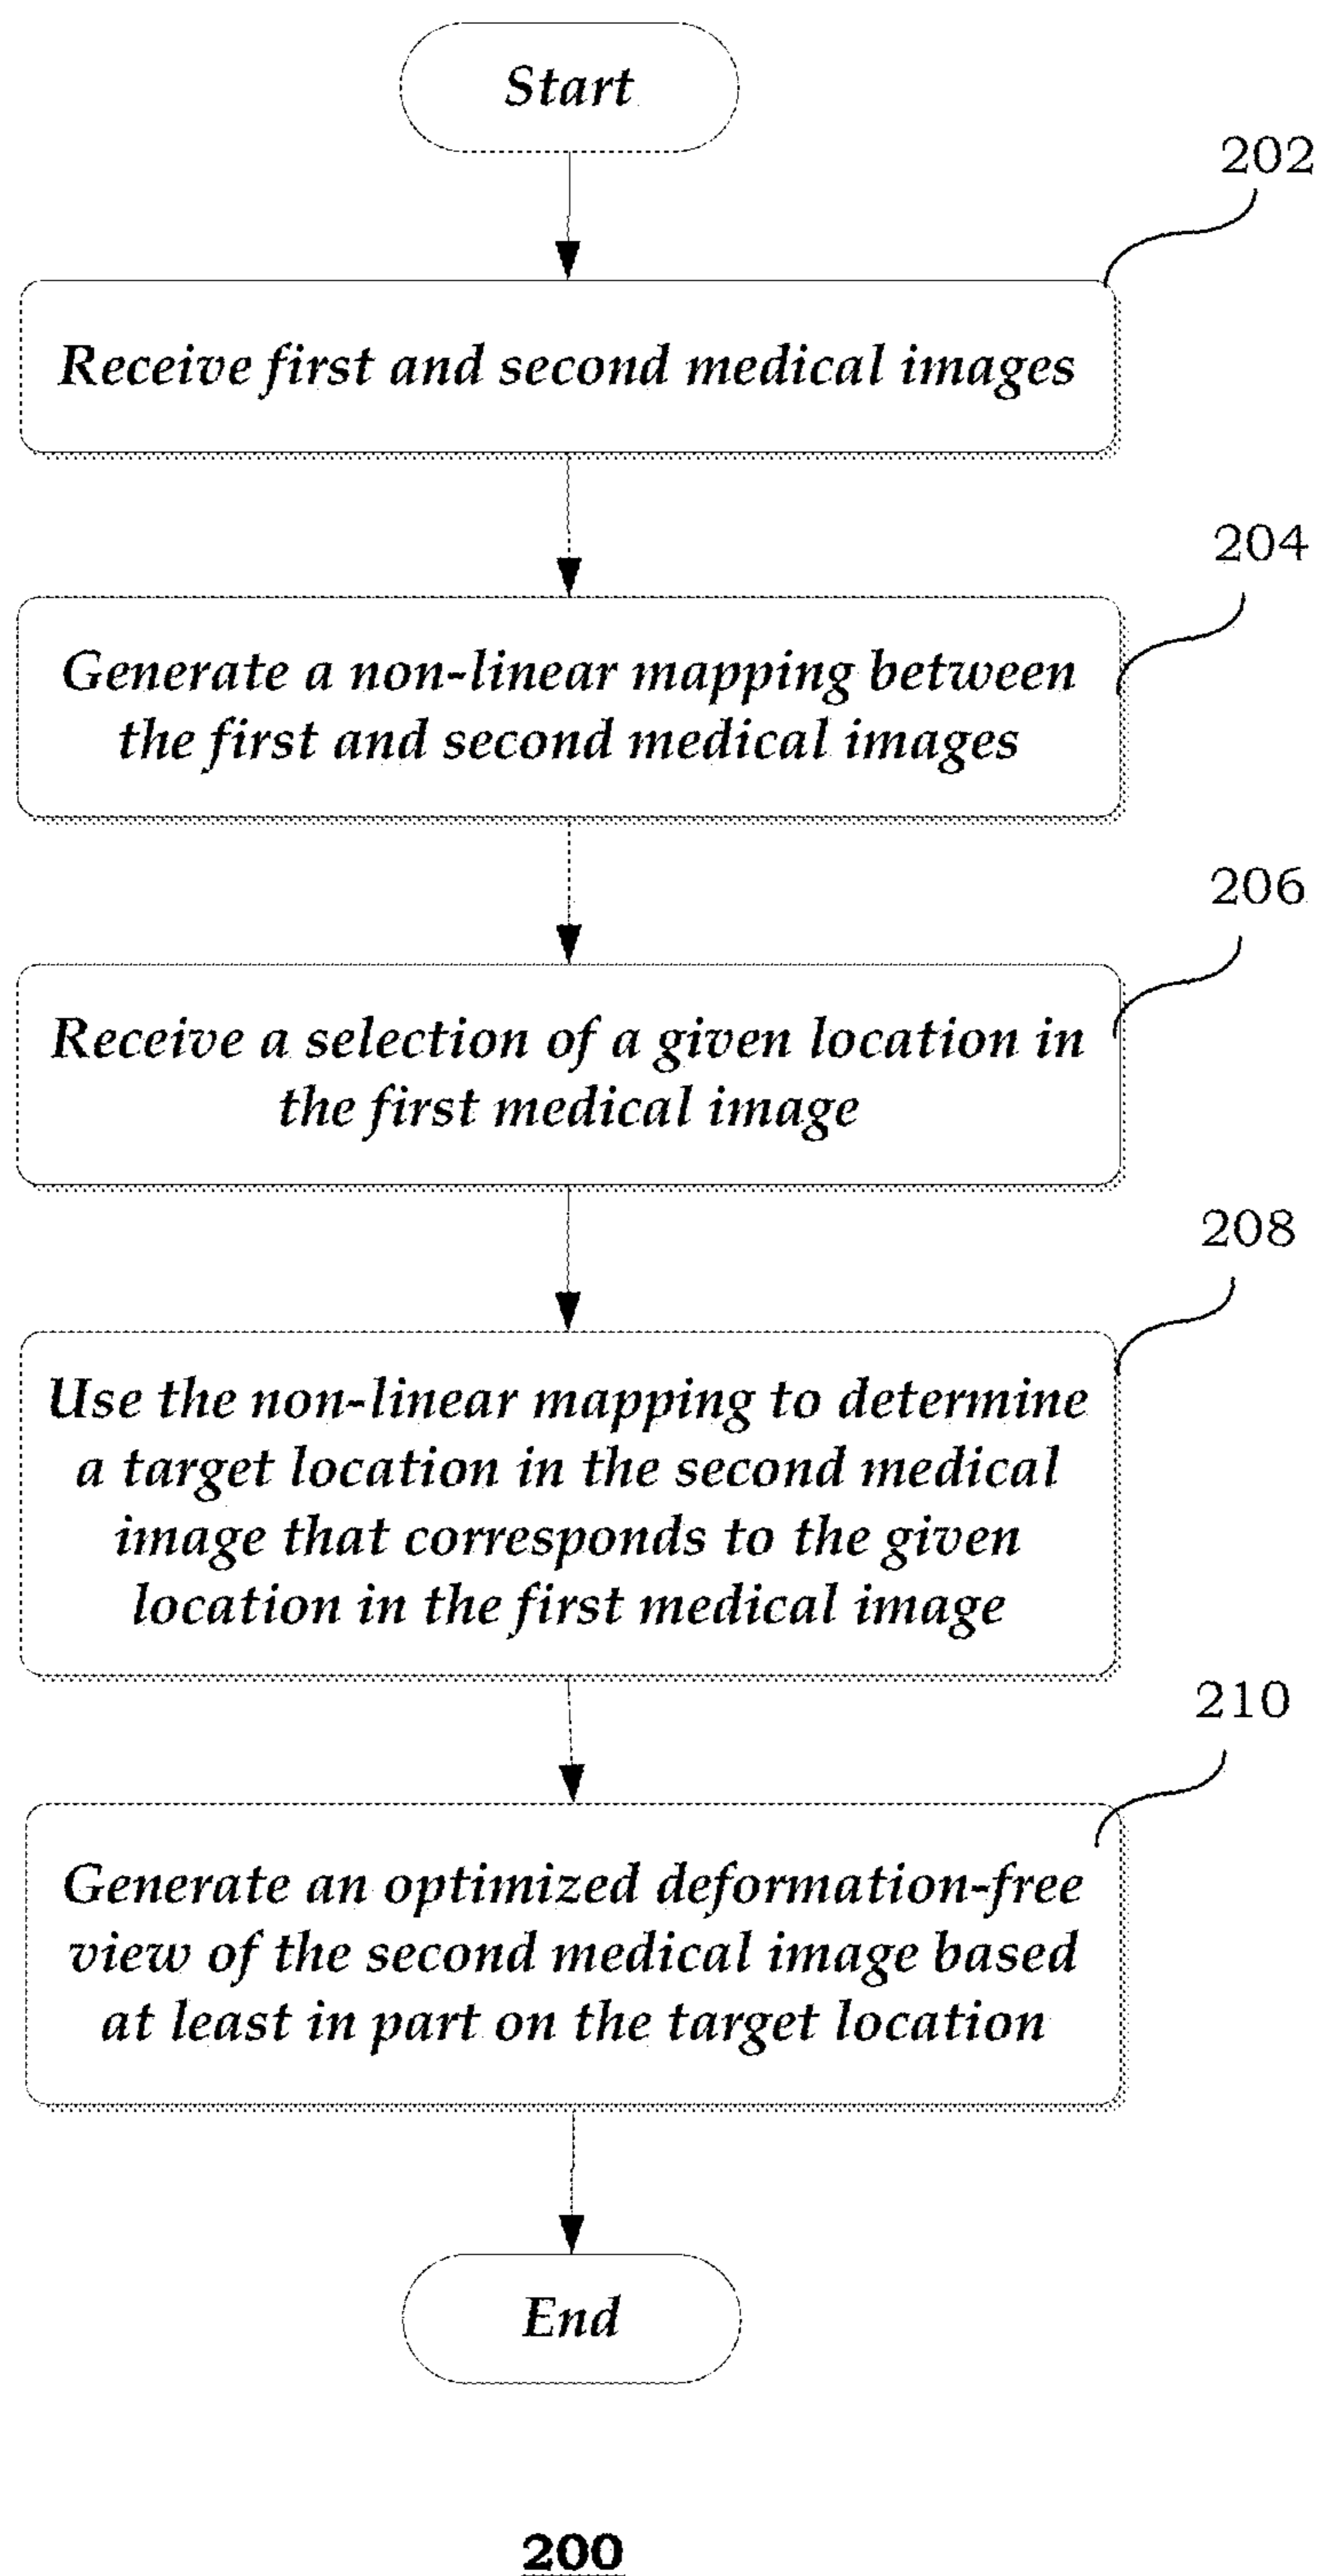 Start
202
Receive first and second medical images
204
Generate a non-linear mapping between
the first and second medical images
206
Receive a selection of a given location in
the first medical image
208
Use the non-linear mapping to determine
a target location in the second medical
image that corresponds to the given
location in the first medical image
210
Generate an optimized deformation-free
view of the second medical image based
at least in part on the target location
End
200